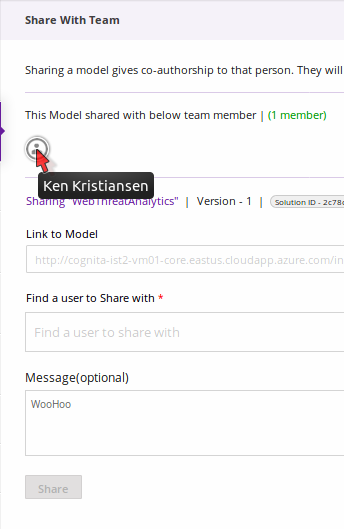 Share With Team
Sharing a model gives co-authorship to that person. They will
This Model shared with below team member | (1 member)
Ken Kristiansen
Sharing "WebThreatAnalytics" | Version - 1 | Solution ID - 2c78c
Link to Model
http://cognita-ist2-vm01-core.eastus.cloudapp.azure.com/in
Find a user to Share with *
Find a user to share with
Message(optional)
WooHoo
Share